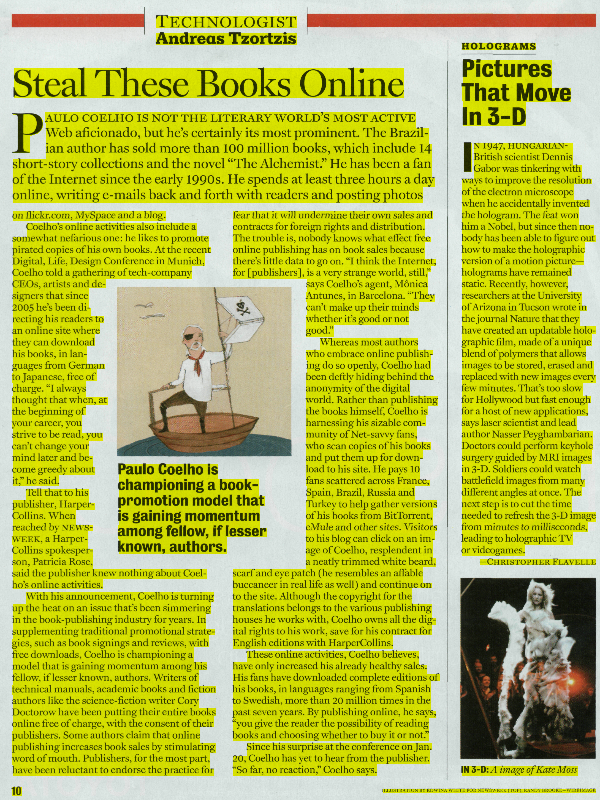 TECHNOLOGIST
Andreas Tzortzis
Steal These Books Online
PAULO COELHO IS NOT THE LITERARY WORLD'S MOST ACTIVE
Web aficionado, but he's certainly its most prominent. The Brazil-
ian author has sold more than 100 million books, which include 14
short-story collections and the novel "The Alchemist." He has been a fan
of the Internet since the early 1990s. He spends at least three hours a day
online, writing e-mails back and forth with readers and posting photos
on flickr.com, MySpace and a blog.
Coelho's online activities also include a
somewhat nefarious one: he likes to promote
pirated copies of his own books. At the recent
Digital, Life, Design Conference in Munich,
Coelho told a gathering of tech-company
CEOs, artists and de-
signers that since
2005 he's been di-
recting his readers to
an online site where
they can download
his books, in lan-
guages from German
to Japanese, free of
charge. "I always
thought that when, at
the beginning of
your career, you
strive to be read, you
can't change your
mind later and be-
come greedy about
it," he said.
Tell that to his
publisher, Harper-
Collins. When
reached by NEWS-
WEEK, a Harper-
Collins spokesper-
son, Patricia Rose,
said the publisher knew nothing about Coel-
ho's online activities.
With his announcement, Coelho is turning
up the heat on an issue that's been simmering
in the book-publishing industry for years. In
supplementing traditional promotional strate-
gies, such as book signings and reviews, with
free downloads, Coelho is championing a
model that is gaining momentum among his
fellow, if lesser known, authors. Writers of
technical manuals, academic books and fiction
authors like the science-fiction writer Cory
Doctorow have been putting their entire books
online free of charge, with the consent of their
publishers. Some authors claim that online
publishing increases book sales by stimulating
word of mouth. Publishers, for the most part,
have been reluctant to endorse the practice for
fear that it will undermine their own sales and
contracts for foreign rights and distribution.
The trouble is, nobody knows what effect free
online publishing has on book sales because
there's little data to go on. "I think the Internet,
for [publishers], is a very strange world, still,"
says Coelho's agent, Mônica
Antunes, in Barcelona. "They
can't make up their minds
whether it's good or not
good."
Whereas most authors
who embrace online publish-
ing do so openly, Coelho had
been deftly hiding behind the
anonymity of the digital
world. Rather than publishing
the books himself, Coelho is
harnessing his sizable com-
munity of Net-savvy fans,
who scan copies of his books
and put them up for down-
load to his site. He pays 10
fans scattered across France,
Spain, Brazil, Russia and
Turkey to help gather versions
of his books from BitTorrent,
eMule and other sites. Visitors
to his blog can click on an im-
age of Coelho, resplendent in
a neatly trimmed white beard,
scarf and eye patch (he resembles an affable
buccaneer in real life as well) and continue on
to the site. Although the copyright for the
translations belongs to the various publishing
houses he works with, Coelho owns all the dig-
ital rights to his work, save for his contract for
English editions with HarperCollins.
These online activities, Coelho believes,
have only increased his already healthy sales.
His fans have downloaded complete editions of
his books, in languages ranging from Spanish
to Swedish, more than 20 million times in the
past seven years. By publishing online, he says,
"you give the reader the possibility of reading
books and choosing whether to buy it or not."
Since his surprise at the conference on Jan.
20, Coelho has yet to hear from the publisher.
"So far, no reaction," Coelho says.
Paulo Coelho is
championing a book-
promotion model that
is gaining momentum
among fellow, if lesser
known, authors.
HOLOGRAMS
Pictures
That Move
In 3-D
IN 1947, HUNGARIAN-
British scientist Dennis
Gabor was tinkering with
ways to improve the resolution
of the electron microscope
when he accidentally invented
the hologram. The feat won
him a Nobel, but since then no-
body has been able to figure out
how to make the holographic
version of a motion picture—
holograms have remained
static. Recently, however,
researchers at the University
of Arizona in Tucson wrote in
the journal Nature that they
have created an updatable holo-
graphic film, made of a unique
blend of polymers that allows
images to be stored, erased and
replaced with new images every
few minutes. That's too slow
for Hollywood but fast enough
for a host of new applications,
says laser scientist and lead
author Nasser Peyghambarian.
Doctors could perform keyhole
surgery guided by MRI images
in 3-D. Soldiers could watch
battlefield images from many
different angles at once. The
next step is to cut the time
needed to refresh the 3-D image
from minutes to milliseconds,
leading to holographic TV
or videogames.
—CHRISTOPHER FLAVELLE
IN 3-D: A image of Kate Moss
10